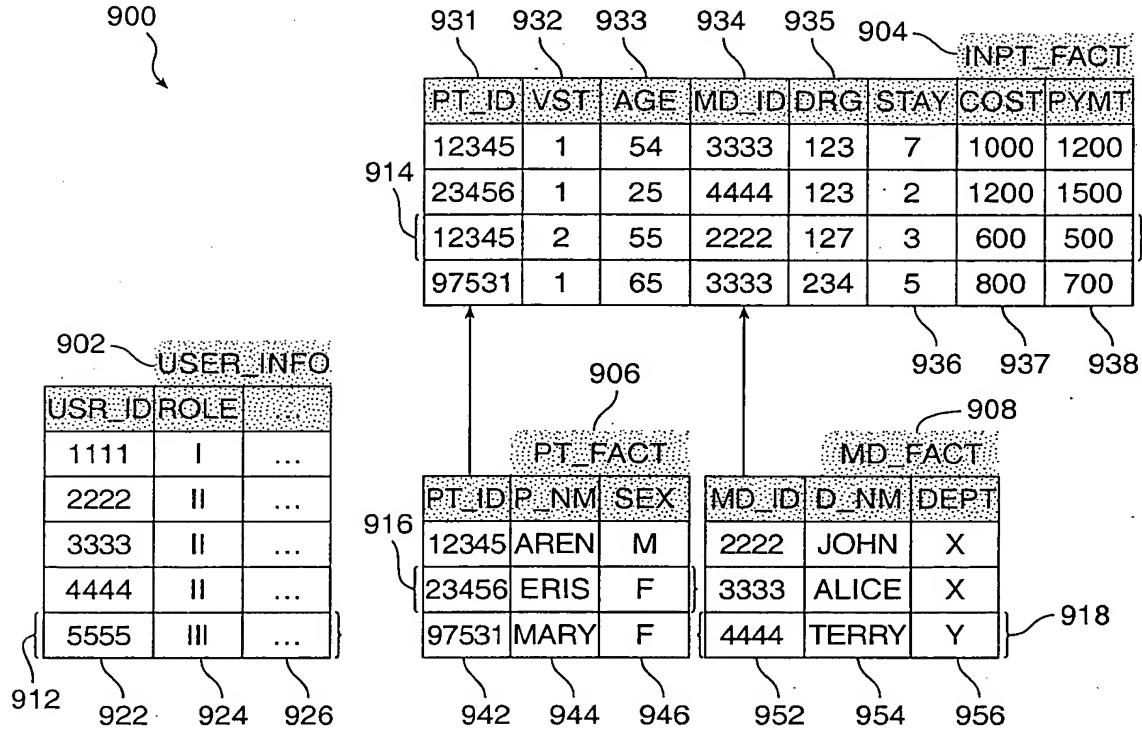 900
931 932 933 934 935
904 INPT_FACT
PT_ID VST AGE MD_ID DRG STAY COST PYMT
12345 1 54 3333 123 7 1000 1200
914
23456 1 25 4444 123 2 1200 1500
12345 2 55 2222 127 3 600 500
97531 1 65 3333 234 5 800 700
936 937 938
902 USER_INFO
USR_ID ROLE ...
1111 I ...
2222 II ...
3333 II ...
4444 II ...
5555 III ...
912 922 924 926
906
PT_FACT
PT_ID P_NM SEX
12345 AREN M
916
23456 ERIS F
97531 MARY F
942 944 946
908
MD_FACT
MD_ID D_NM DEPT
2222 JOHN X
3333 ALICE X
4444 TERRY Y
918
952 954 956